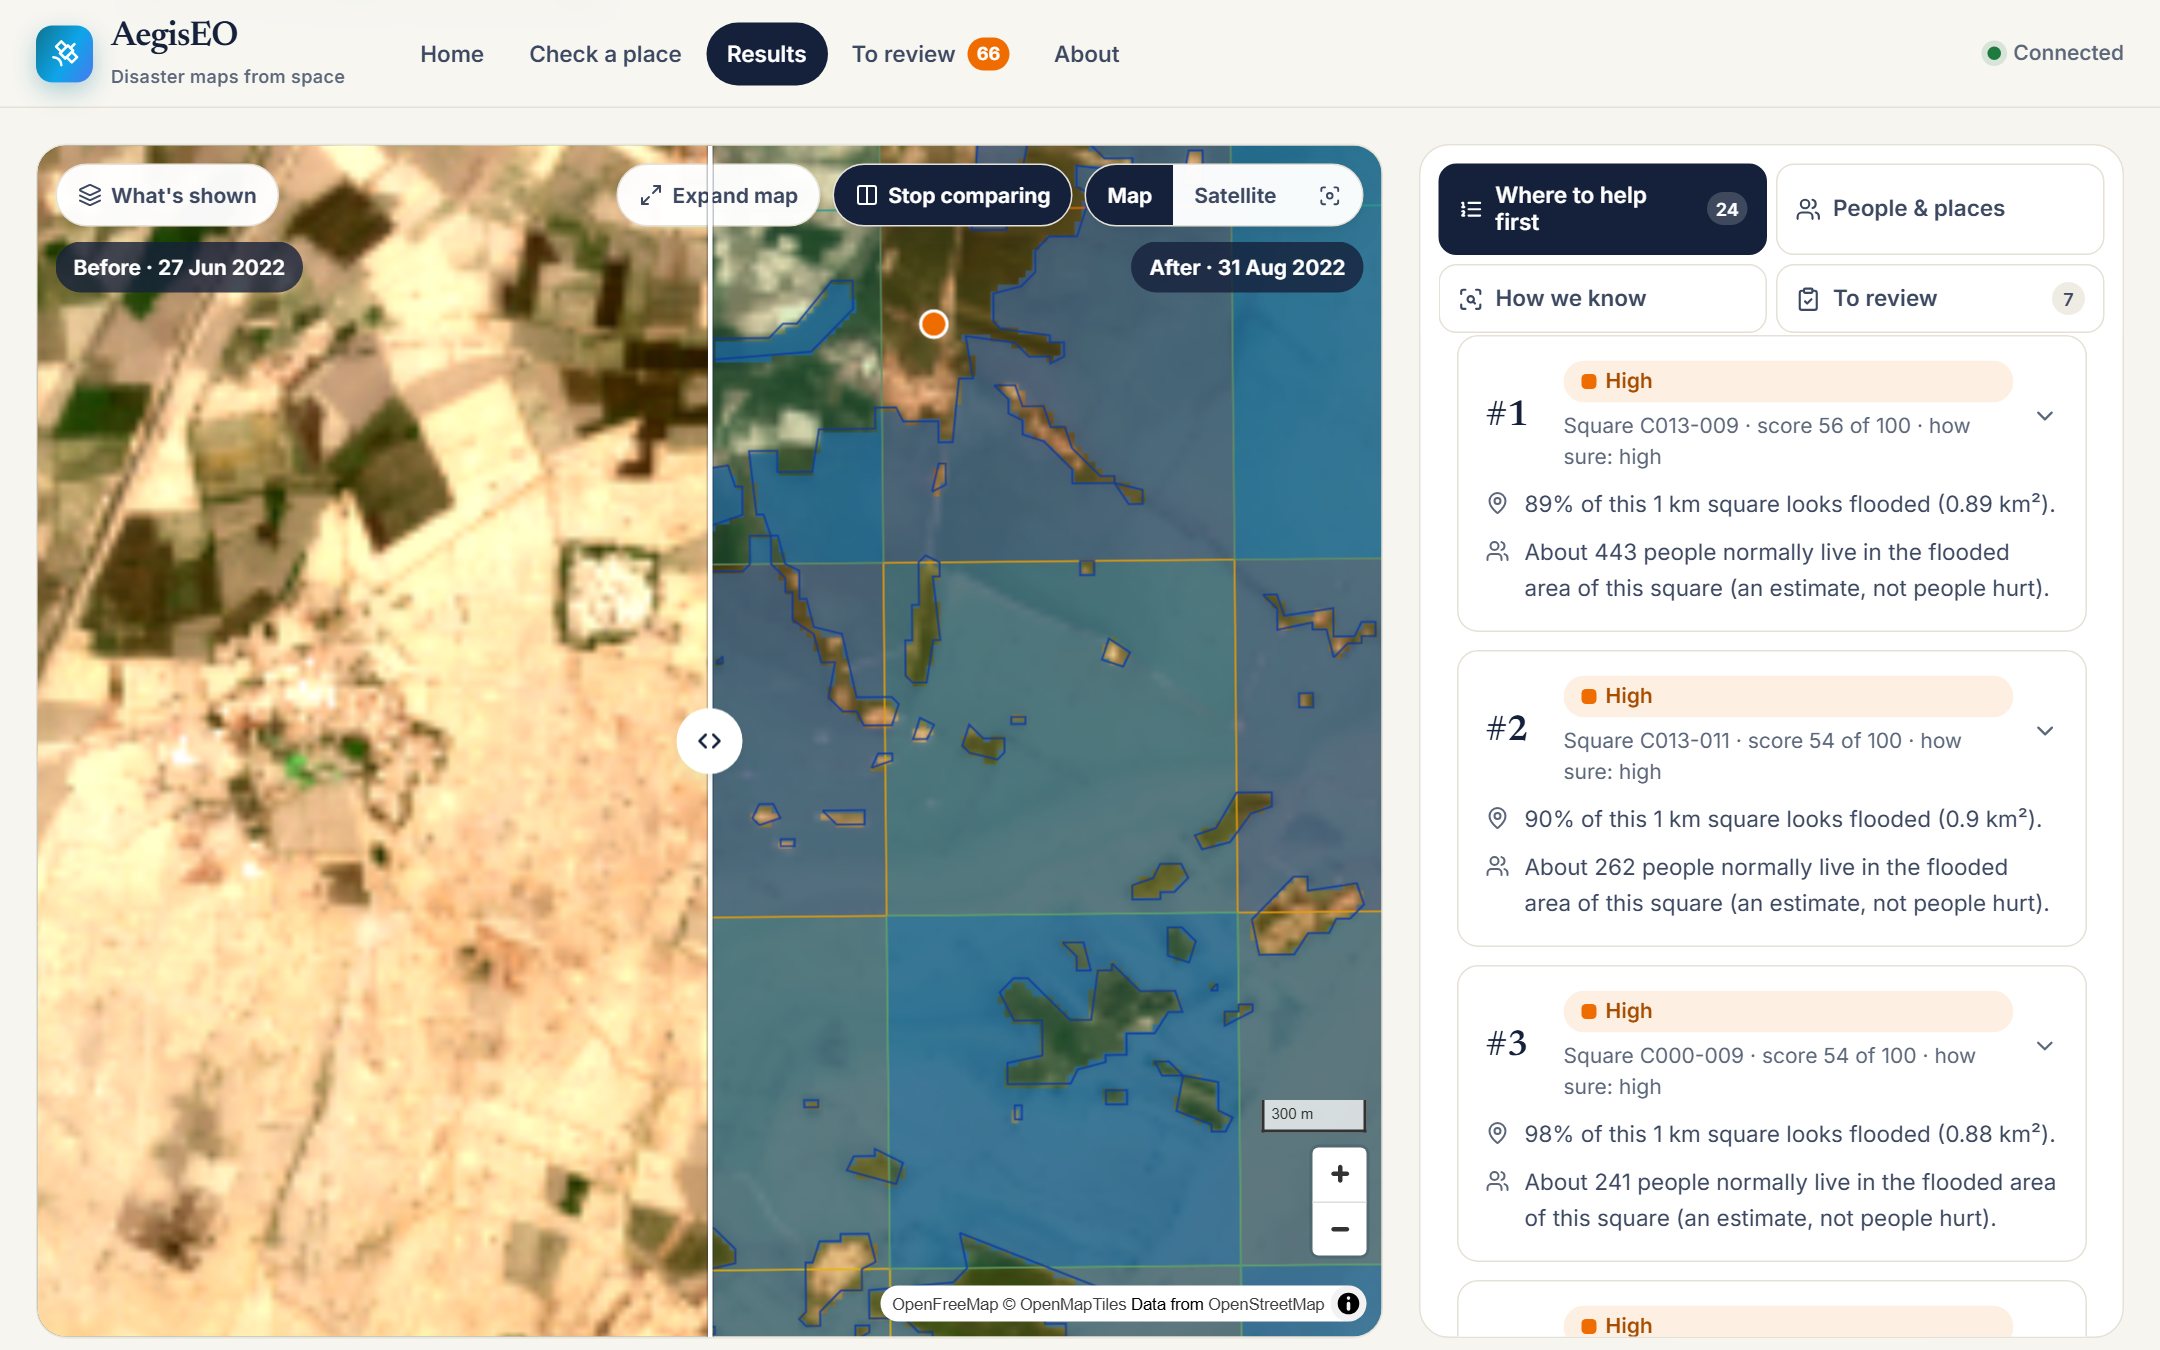 AegisEO
Disaster maps from space
Home
Check a place
Results
To review 66
About
Connected
What's shown
Expand map
Stop comparing
Map
Satellite
Before · 27 Jun 2022
After · 31 Aug 2022
300 m
+
−
OpenFreeMap © OpenMapTiles Data from OpenStreetMap
Where to help
first
24
People & places
How we know
To review 7
#1
High
Square C013-009 · score 56 of 100 · how
sure: high
89% of this 1 km square looks flooded (0.89 km²).
About 443 people normally live in the flooded
area of this square (an estimate, not people hurt).
#2
High
Square C013-011 · score 54 of 100 · how
sure: high
90% of this 1 km square looks flooded (0.9 km²).
About 262 people normally live in the flooded
area of this square (an estimate, not people hurt).
#3
High
Square C000-009 · score 54 of 100 · how
sure: high
98% of this 1 km square looks flooded (0.88 km²).
About 241 people normally live in the flooded area
of this square (an estimate, not people hurt).
High